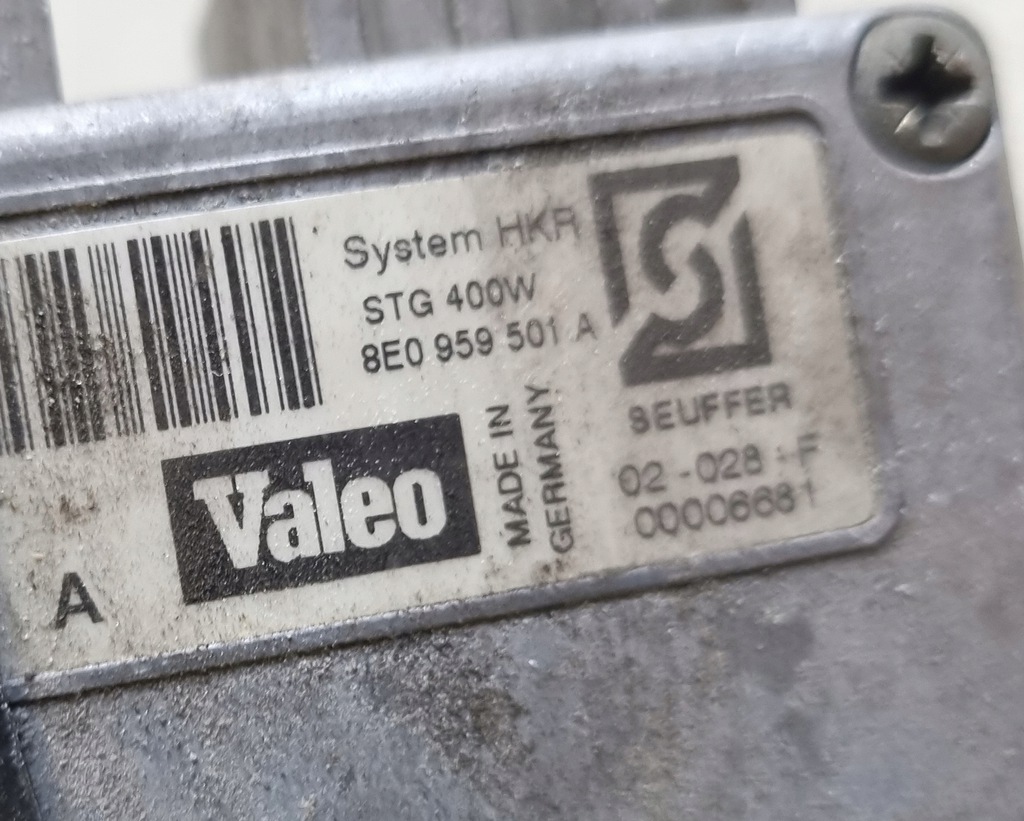 System HKR
STG 400W
8E0 959 501 A
Valeo
MADE IN
GERMANY
SEUFFER
02 - 028 - F
00006681
A